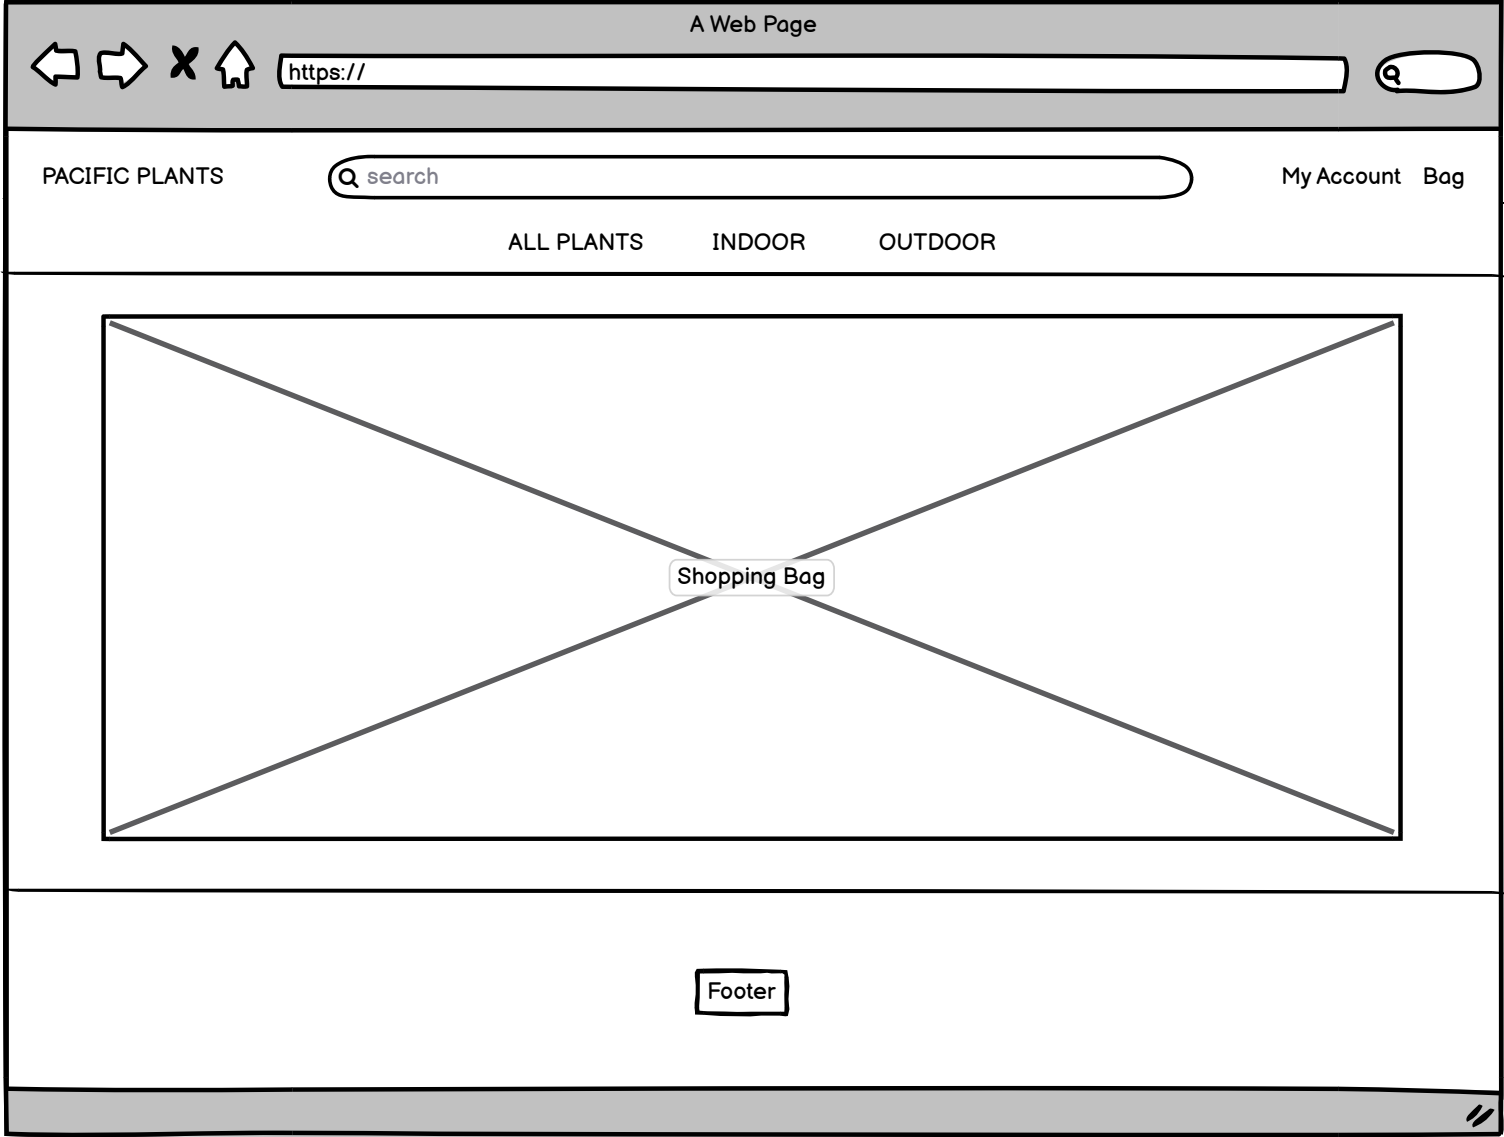 A Web Page
https://
PACIFIC PLANTS
search
My Account Bag
ALL PLANTS INDOOR OUTDOOR
Shopping Bag
Footer